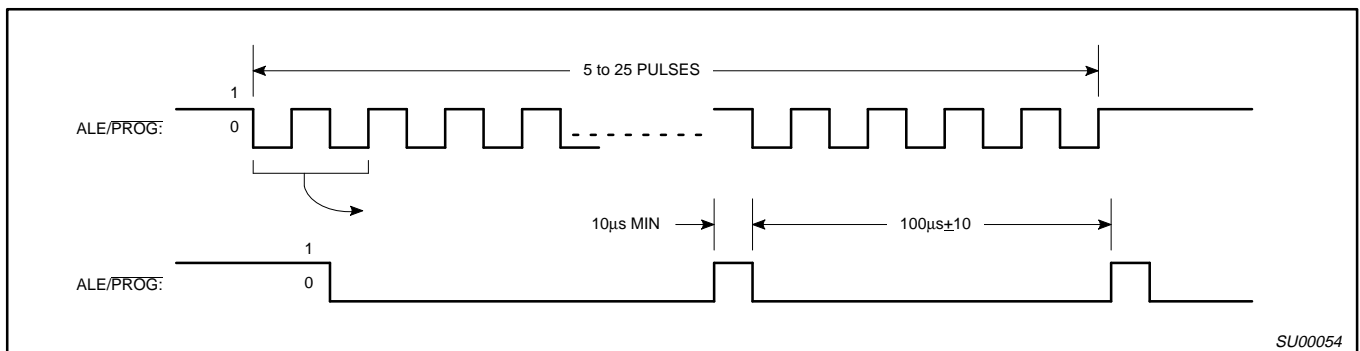 5 to 25 PULSES
1
ALE/PROG:
0
10µs MIN
100µs±10
1
ALE/PROG:
0
SU00054